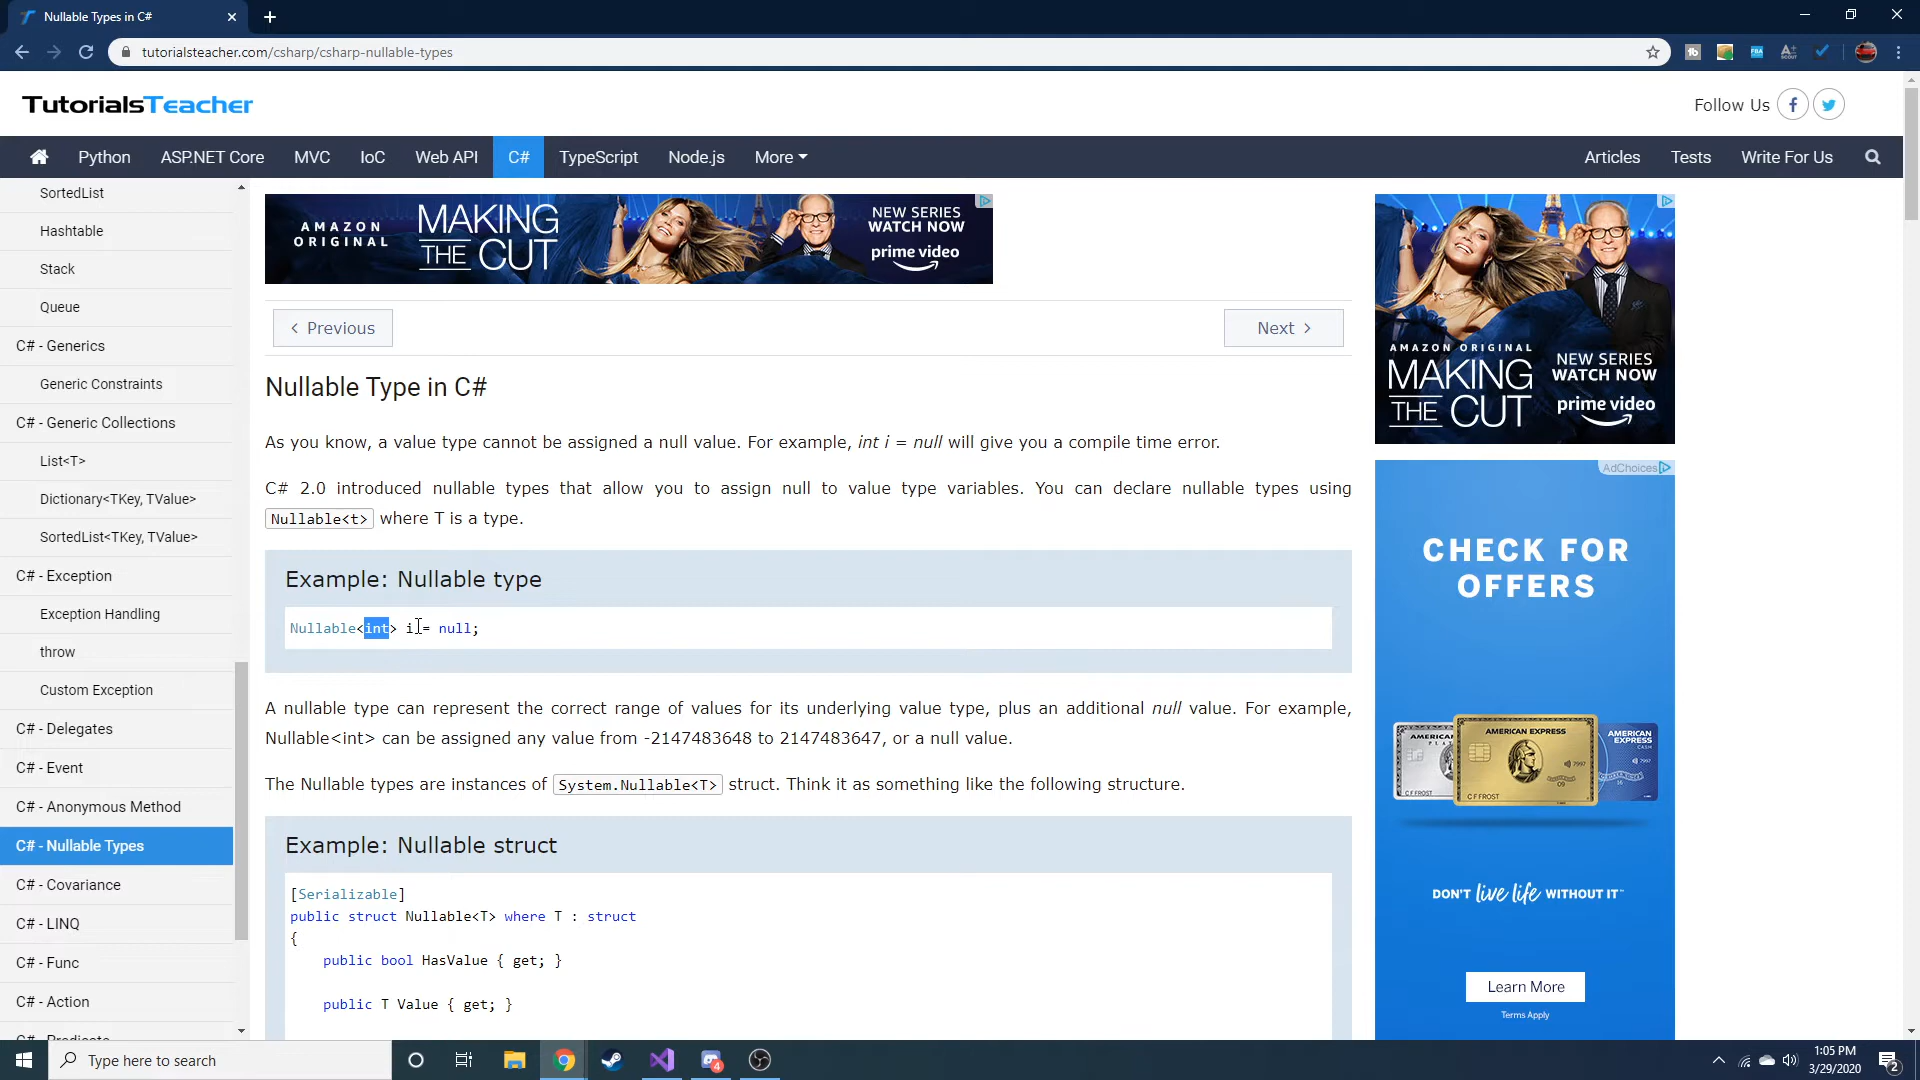 Nullable Types in C#
tutorialsteacher.com/csharp/csharp-nullable-types
TutorialsTeacher
Follow Us
Python ASP.NET Core MVC IoC Web API C# TypeScript Node.js More Articles Tests Write For Us
SortedList
Hashtable
Stack
Queue
C# - Generics
Generic Constraints
C# - Generic Collections
List<T>
Dictionary<TKey, TValue>
SortedList<TKey, TValue>
C# - Exception
Exception Handling
throw
Custom Exception
C# - Delegates
C# - Event
C# - Anonymous Method
C# - Nullable Types
C# - Covariance
C# - LINQ
C# - Func
C# - Action
C# - Predicate
AMAZON ORIGINAL
MAKING THE CUT
NEW SERIES
WATCH NOW
prime video
< Previous
Next >
Nullable Type in C#
As you know, a value type cannot be assigned a null value. For example, int i = null will give you a compile time error.
C# 2.0 introduced nullable types that allow you to assign null to value type variables. You can declare nullable types using
Nullable<t> where T is a type.
Example: Nullable type
Nullable<int> i = null;
A nullable type can represent the correct range of values for its underlying value type, plus an additional null value. For example,
Nullable<int> can be assigned any value from -2147483648 to 2147483647, or a null value.
The Nullable types are instances of System.Nullable<T> struct. Think it as something like the following structure.
Example: Nullable struct
[Serializable]
public struct Nullable<T> where T : struct
{
public bool HasValue { get; }
public T Value { get; }
AMAZON ORIGINAL
MAKING
THE CUT
NEW SERIES
WATCH NOW
prime video
AdChoices
CHECK FOR
OFFERS
AMERICAN EXPRESS
AMERICAN EXPRESS
C F FROST
C F FROST
DON'T live life WITHOUT IT™
Learn More
Terms Apply
Type here to search
4
1:05 PM
3/29/2020
2